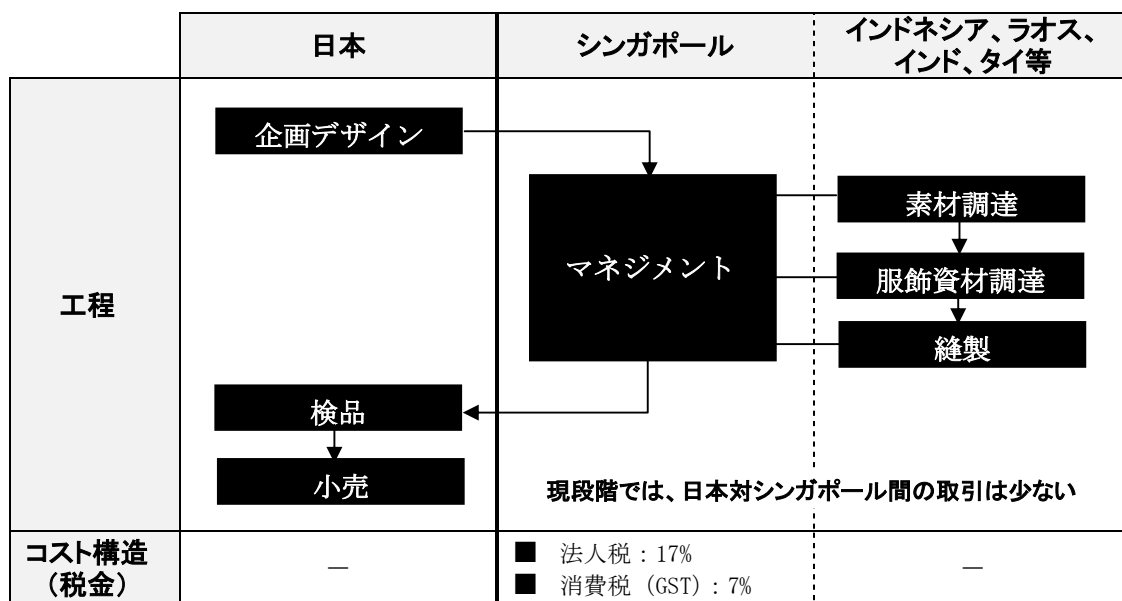 日本
シンガポール
インドネシア、ラオス、
インド、タイ等
工程
企画デザイン
マネジメント
素材調達
服飾資材調達
縫製
検品
小売
現段階では、日本対シンガポール間の取引は少ない
コスト構造
(税金)
－
■ 法人税：17%
■ 消費税（GST）：7%
－